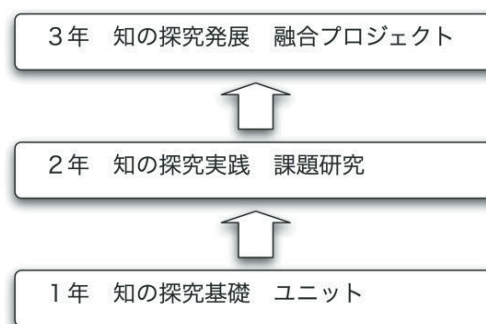 3年　知の探究発展　融合プロジェクト
2年　知の探究実践　課題研究
1年　知の探究基礎　ユニット